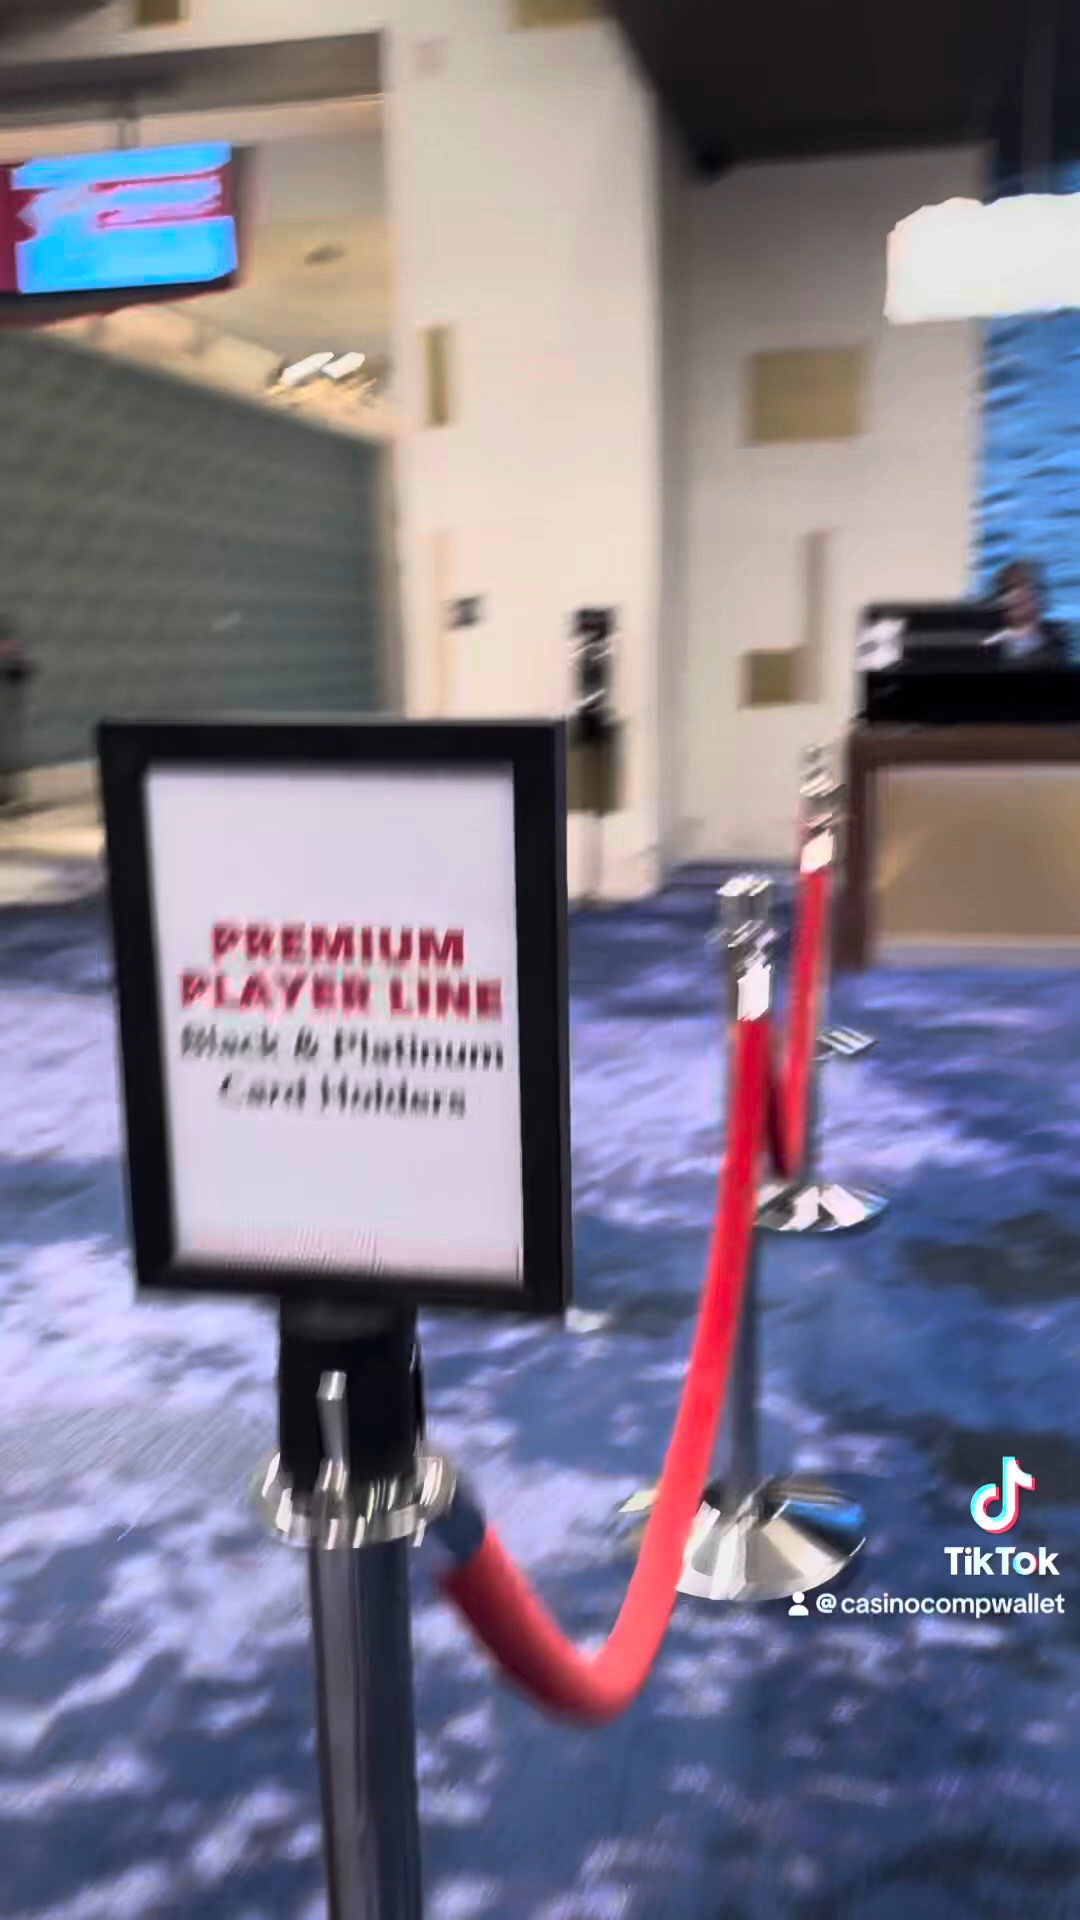 PREMIUM
PLAYER LINE
Black & Platinum
Card Holders
TikTok
@casinocompwallet